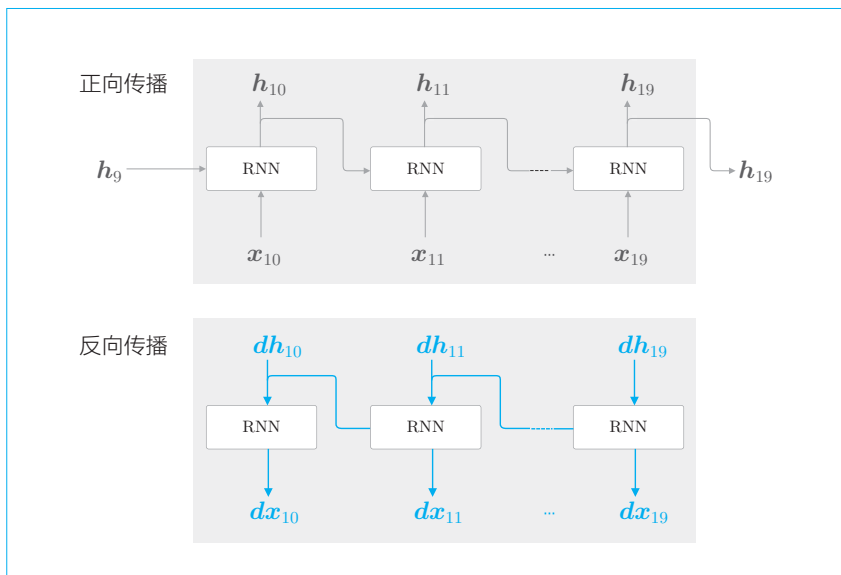 正向传播
h10 h11 h19
h9 RNN RNN RNN h19
x10 x11 ... x19
反向传播
dh10 dh11 dh19
RNN RNN RNN
dx10 dx11 ... dx19